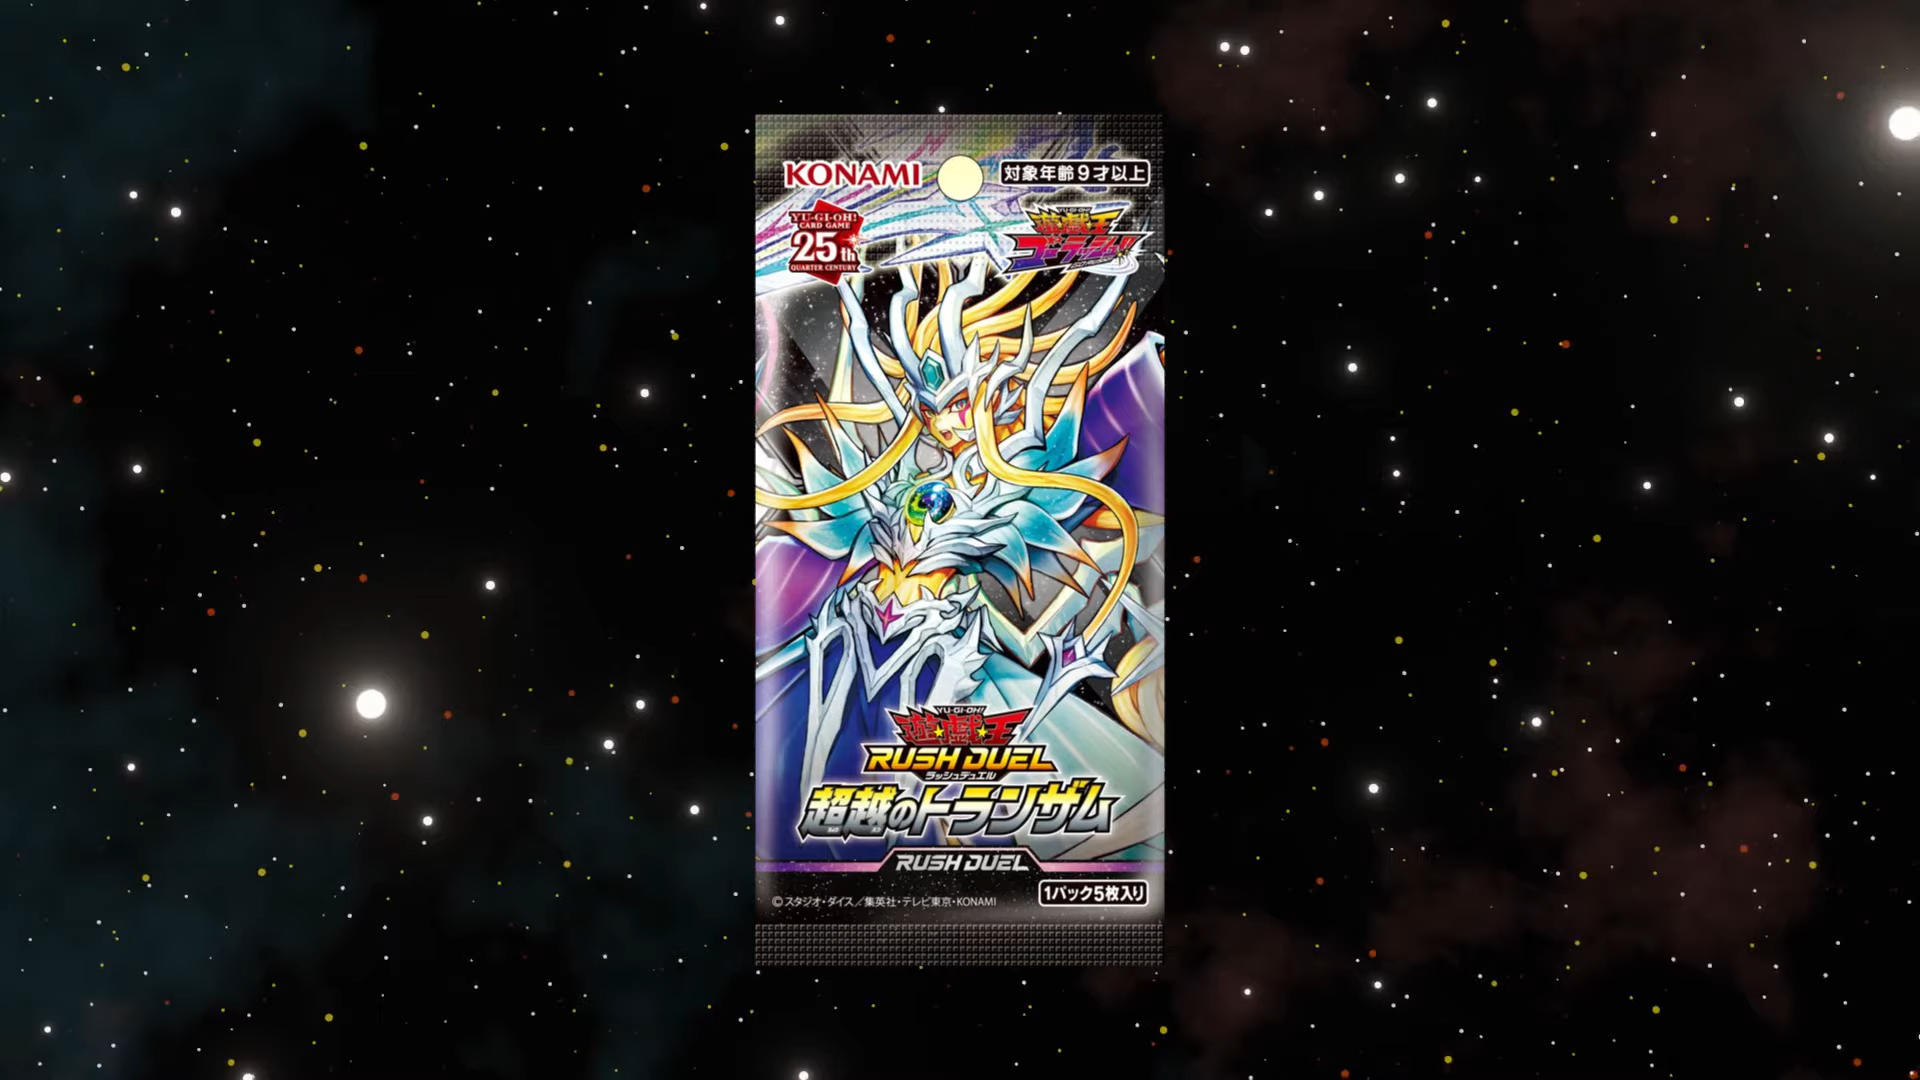 KONAMI
対象年齢9才以上
YU-GI-OH!
CARD GAME
25th
QUARTER CENTURY
YU-GI-OH!
遊戯王
ゴーラッシュ!!
YU-GI-OH!
遊戯王
RUSH DUEL
ラッシュデュエル
超越のトランザム
RUSH DUEL
1パック5枚入り
©スタジオ・ダイス/集英社・テレビ東京・KONAMI